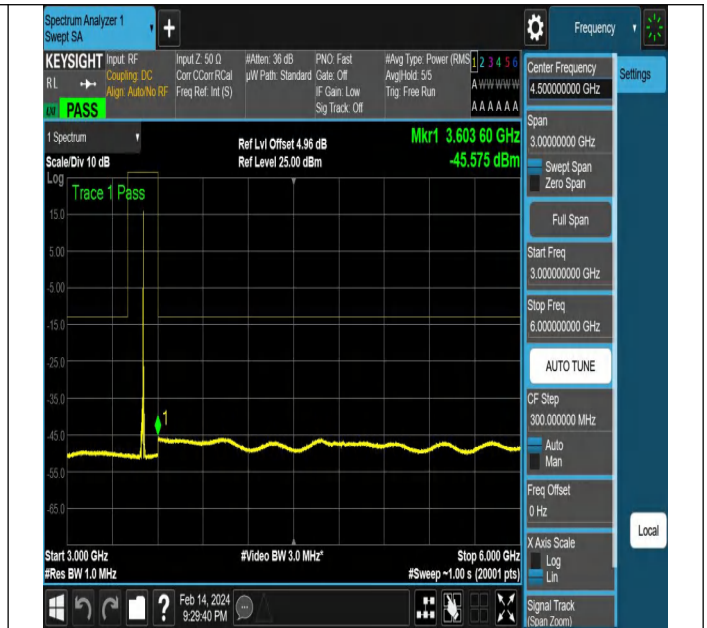 Spectrum Analyzer 1
Swept SA
+
Frequency
KEYSIGHT
RL
PASS
Input: RF
Coupling: DC
Align: Auto/No RF
Input Z: 50 Ω
Corr CCorr RCal
Freq Ref: Int (S)
#Atten: 36 dB
µW Path: Standard
PNO: Fast
Gate: Off
IF Gain: Low
Sig Track: Off
#Avg Type: Power (RMS
Avg|Hold: 5/5
Trig: Free Run
1 2 3 4 5 6
A W W W W W
A A A A A A
Center Frequency
4.500000000 GHz
Settings
1 Spectrum
Scale/Div 10 dB
Ref Lvl Offset 4.96 dB
Ref Level 25.00 dBm
Mkr1 3.603 60 GHz
-45.575 dBm
Log
Trace 1 Pass
15.0
5.00
-5.00
-15.0
-25.0
-35.0
-45.0
-55.0
-65.0
1
Start 3.000 GHz
#Res BW 1.0 MHz
#Video BW 3.0 MHz*
Stop 6.000 GHz
#Sweep ~1.00 s (20001 pts)
Span
3.00000000 GHz
Swept Span
Zero Span
Full Span
Start Freq
3.000000000 GHz
Stop Freq
6.000000000 GHz
AUTO TUNE
CF Step
300.000000 MHz
Auto
Man
Freq Offset
0 Hz
X Axis Scale
Log
Lin
Local
Signal Track
(Span Zoom)
?
Feb 14, 2024
9:29:40 PM